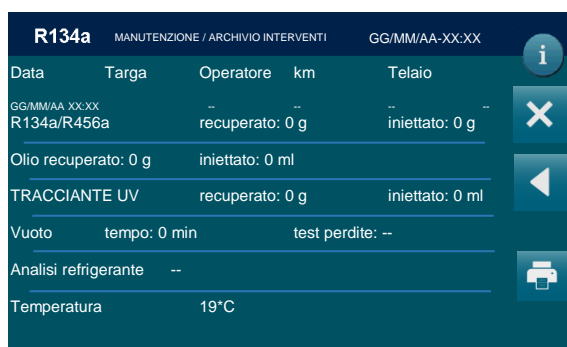 R134a MANUTENZIONE / ARCHIVIO INTERVENTI GG/MM/AA-XX:XX
i
Data Targa Operatore km Telaio
GG/MM/AA XX:XX -- -- -- --
R134a/R456a recuperato: 0 g iniettato: 0 g
Olio recuperato: 0 g iniettato: 0 ml
TRACCIANTE UV recuperato: 0 g iniettato: 0 ml
Vuoto tempo: 0 min test perdite: --
Analisi refrigerante --
Temperatura 19*C